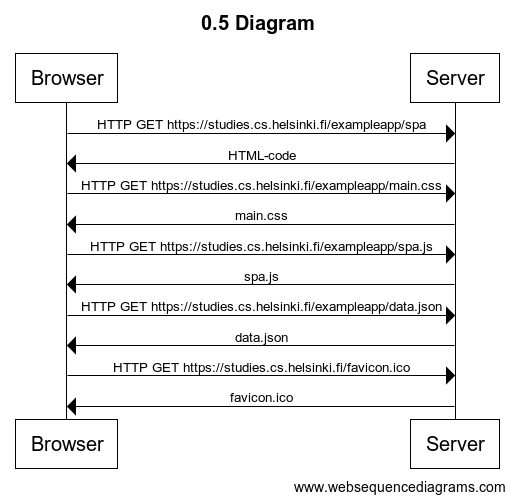 0.5 Diagram
Browser
Server
HTTP GET https://studies.cs.helsinki.fi/exampleapp/spa
HTML-code
HTTP GET https://studies.cs.helsinki.fi/exampleapp/main.css
main.css
HTTP GET https://studies.cs.helsinki.fi/exampleapp/spa.js
spa.js
HTTP GET https://studies.cs.helsinki.fi/exampleapp/data.json
data.json
HTTP GET https://studies.cs.helsinki.fi/favicon.ico
favicon.ico
Browser
Server
www.websequencediagrams.com